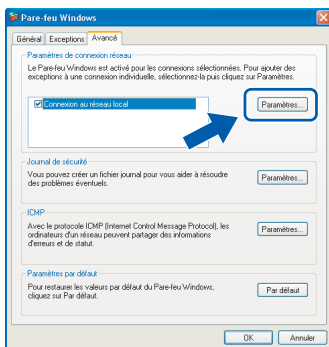 Pare-feu Windows
Général Exceptions Avancé
Paramètres de connexion réseau
Le Pare-feu Windows est activé pour les connexions sélectionnées. Pour ajouter des
exceptions à une connexion individuelle, sélectionnez-la puis cliquez sur Paramètres.
Connexion au réseau local
Paramètres...
Journal de sécurité
Vous pouvez créer un fichier journal pour vous aider à résoudre
des problèmes éventuels.
Paramètres...
ICMP
Avec le protocole ICMP (Internet Control Message Protocol), les
ordinateurs d'un réseau peuvent partager des informations
d'erreurs et de statut.
Paramètres...
Paramètres par défaut
Pour restaurer les valeurs par défaut du Pare-feu Windows,
cliquez sur Par défaut.
Par défaut
OK Annuler